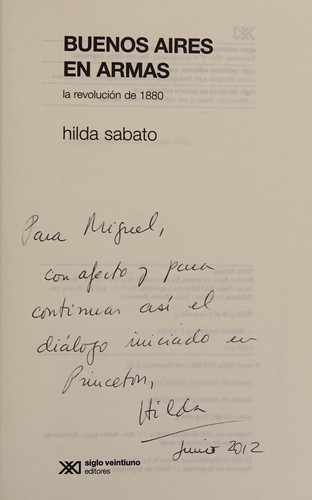 BUENOS AIRES
EN ARMAS
la revolución de 1880
hilda sabato
Para Miguel,
con afecto y para
continuar así el
diálogo iniciado en
Princeton,
Hilda
Junio 2012
siglo veintiuno
editores